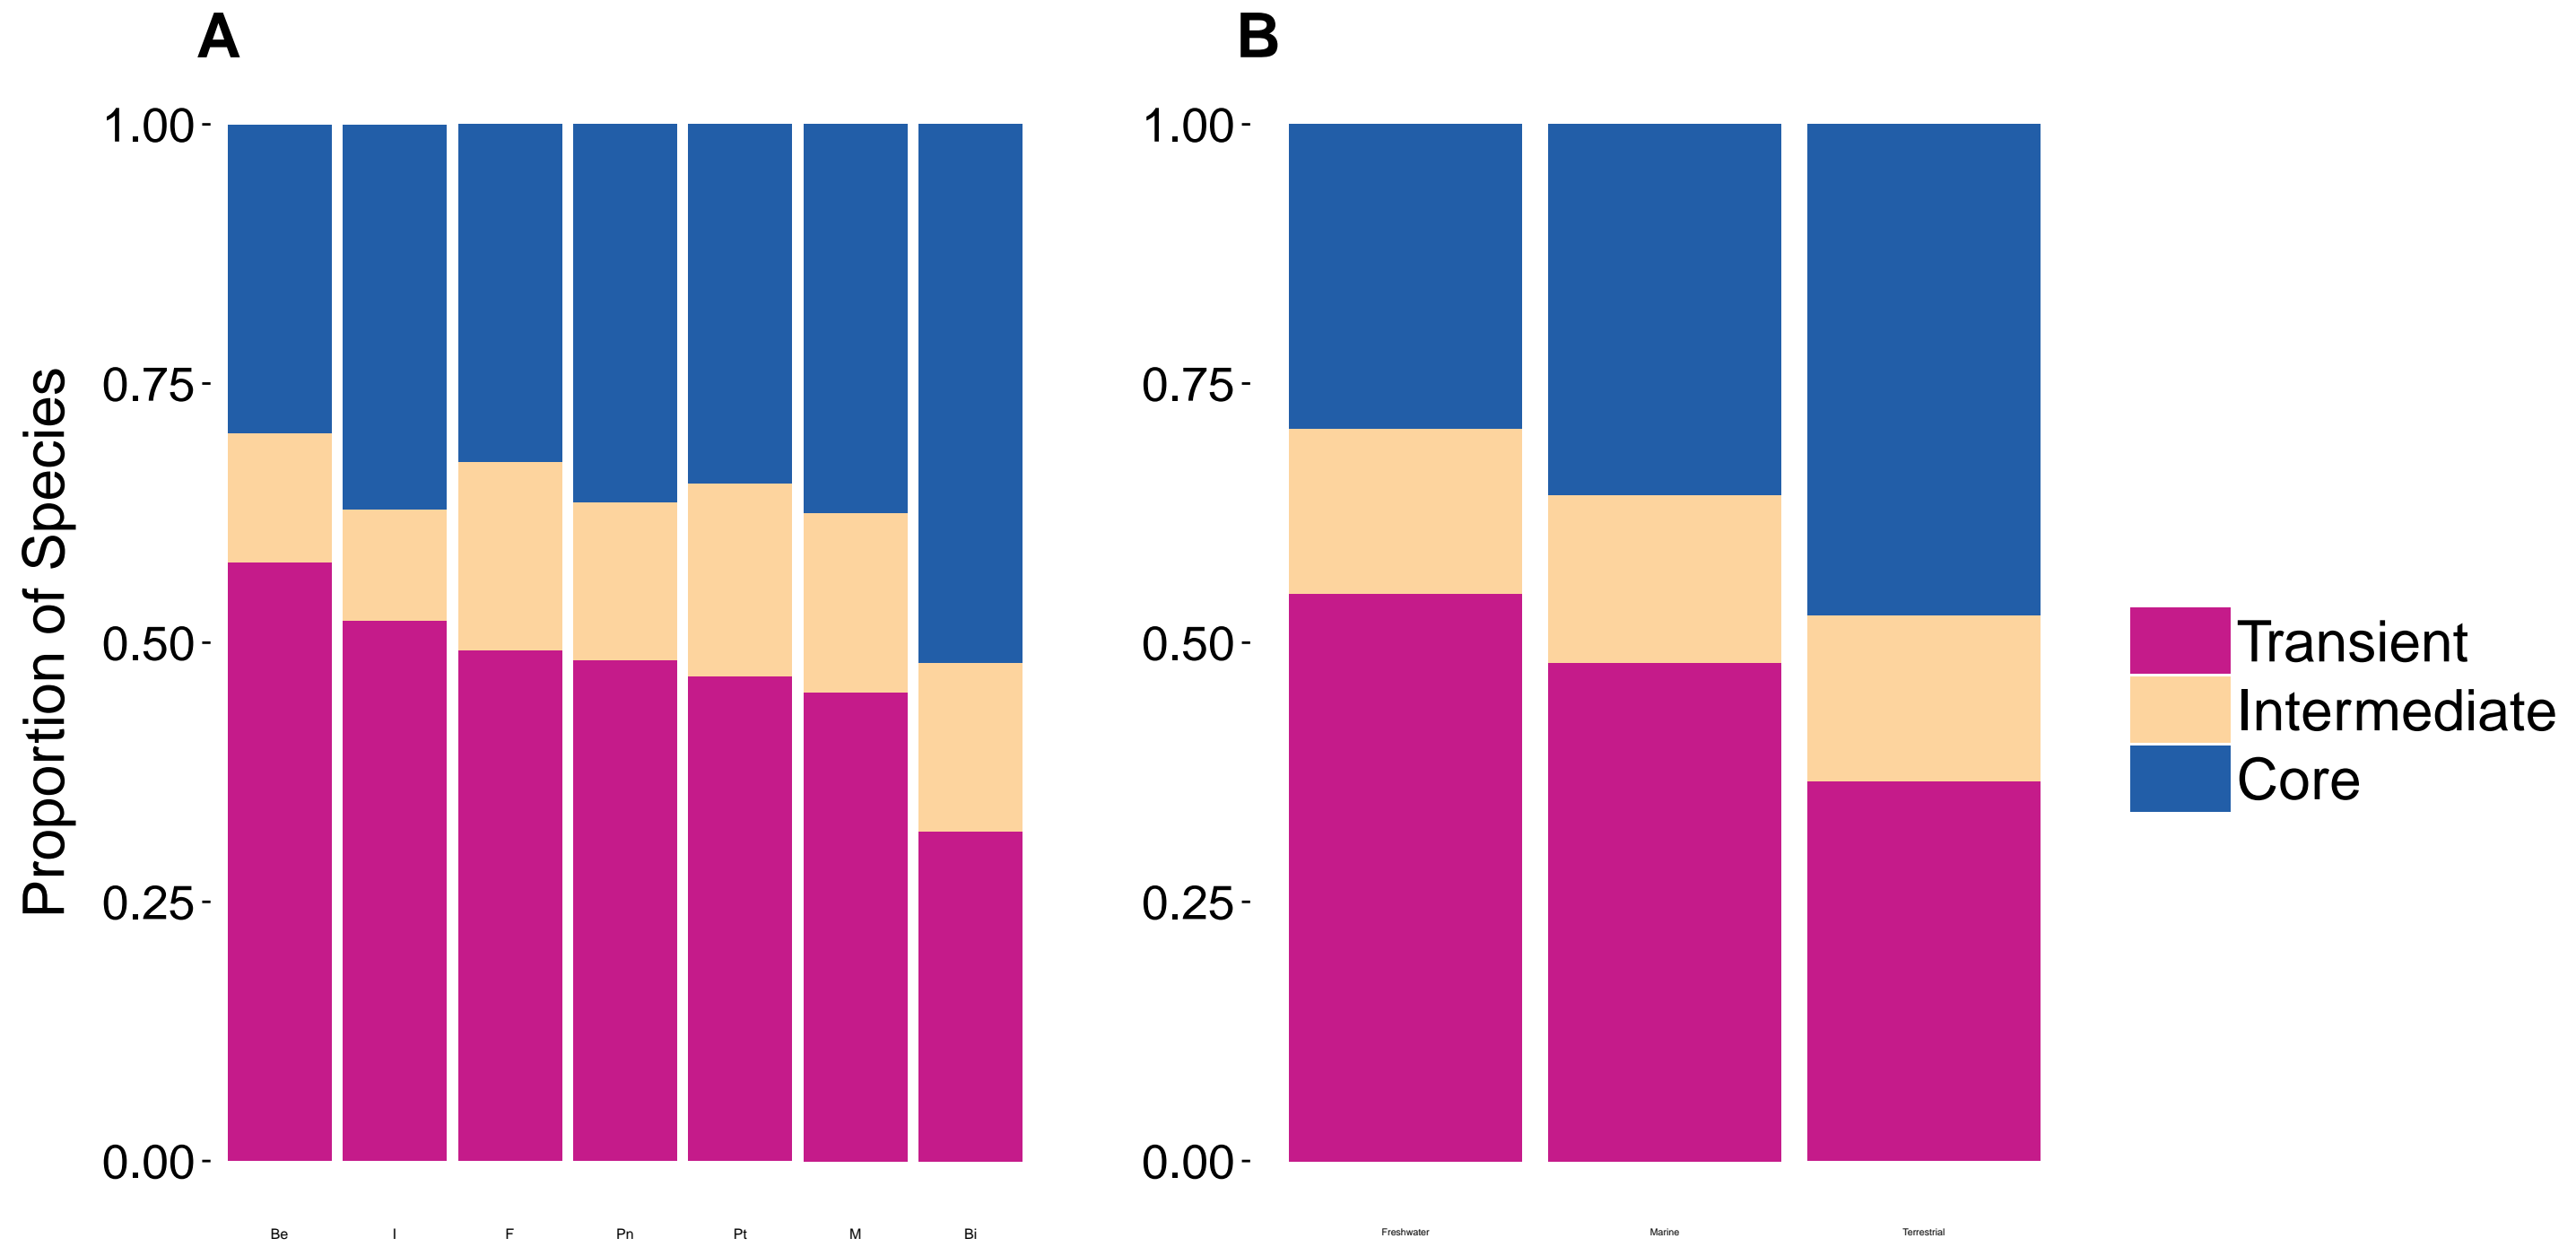 A
B
Proportion of Species
1.00
0.75
0.50
0.25
0.00
Be I F Pn Pt M Bi
1.00
0.75
0.50
0.25
0.00
Freshwater Marine Terrestrial
Transient
Intermediate
Core